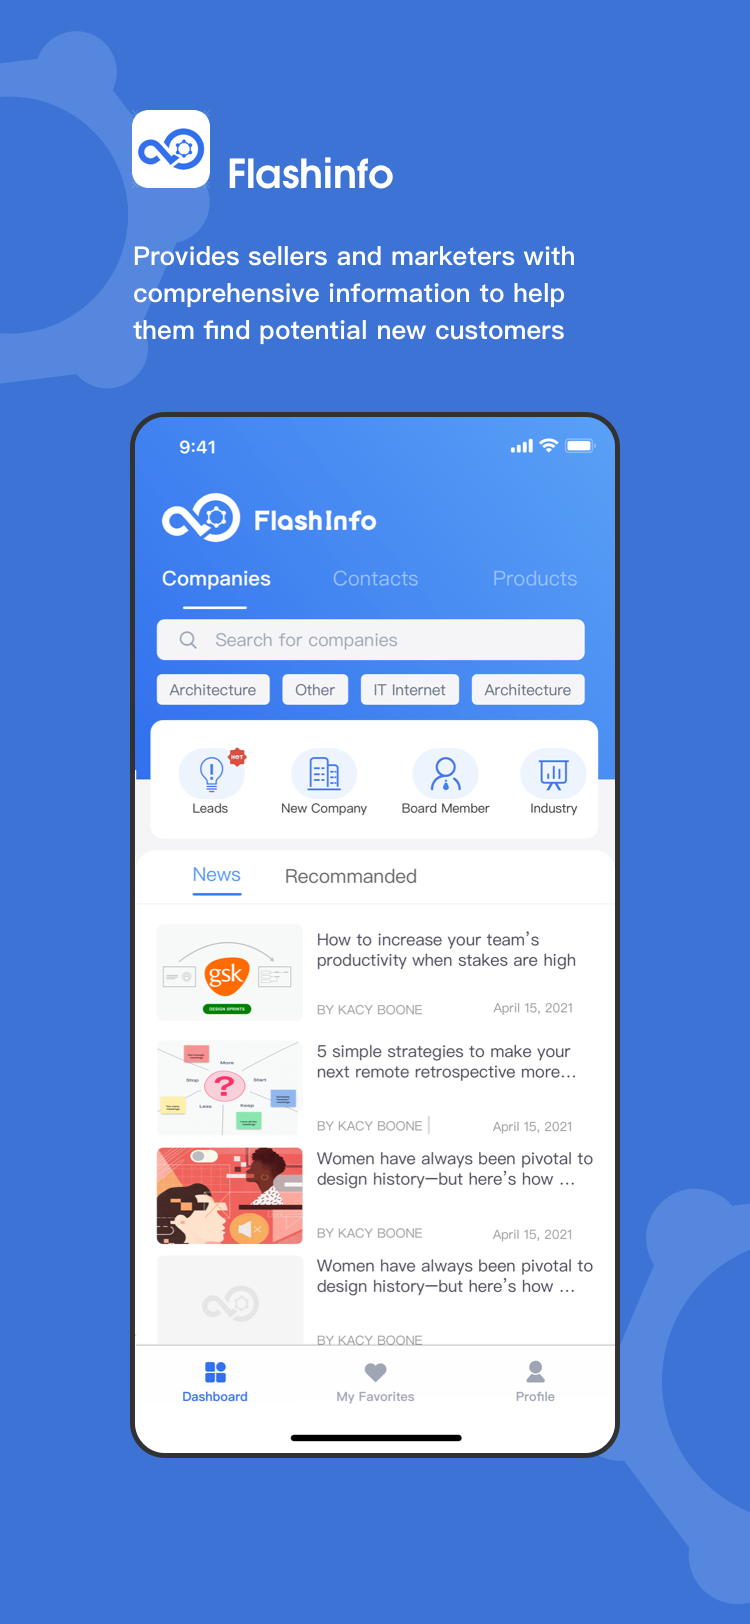 Flashinfo
Provides sellers and marketers with
comprehensive information to help
them find potential new customers
9:41
FlashInfo
Companies
Contacts
Products
Search for companies
Architecture
Other
IT Internet
Architecture
HOT
Leads
New Company
Board Member
Industry
News
Recommanded
gsk
DESIGN SPRINTS
How to increase your team's
productivity when stakes are high
BY KACY BOONE
April 15, 2021
More
Stop
Start
?
Less
Keep
5 simple strategies to make your
next remote retrospective more...
BY KACY BOONE
April 15, 2021
Women have always been pivotal to
design history—but here's how ...
BY KACY BOONE
April 15, 2021
Women have always been pivotal to
design history—but here's how ...
BY KACY BOONE
Dashboard
My Favorites
Profile